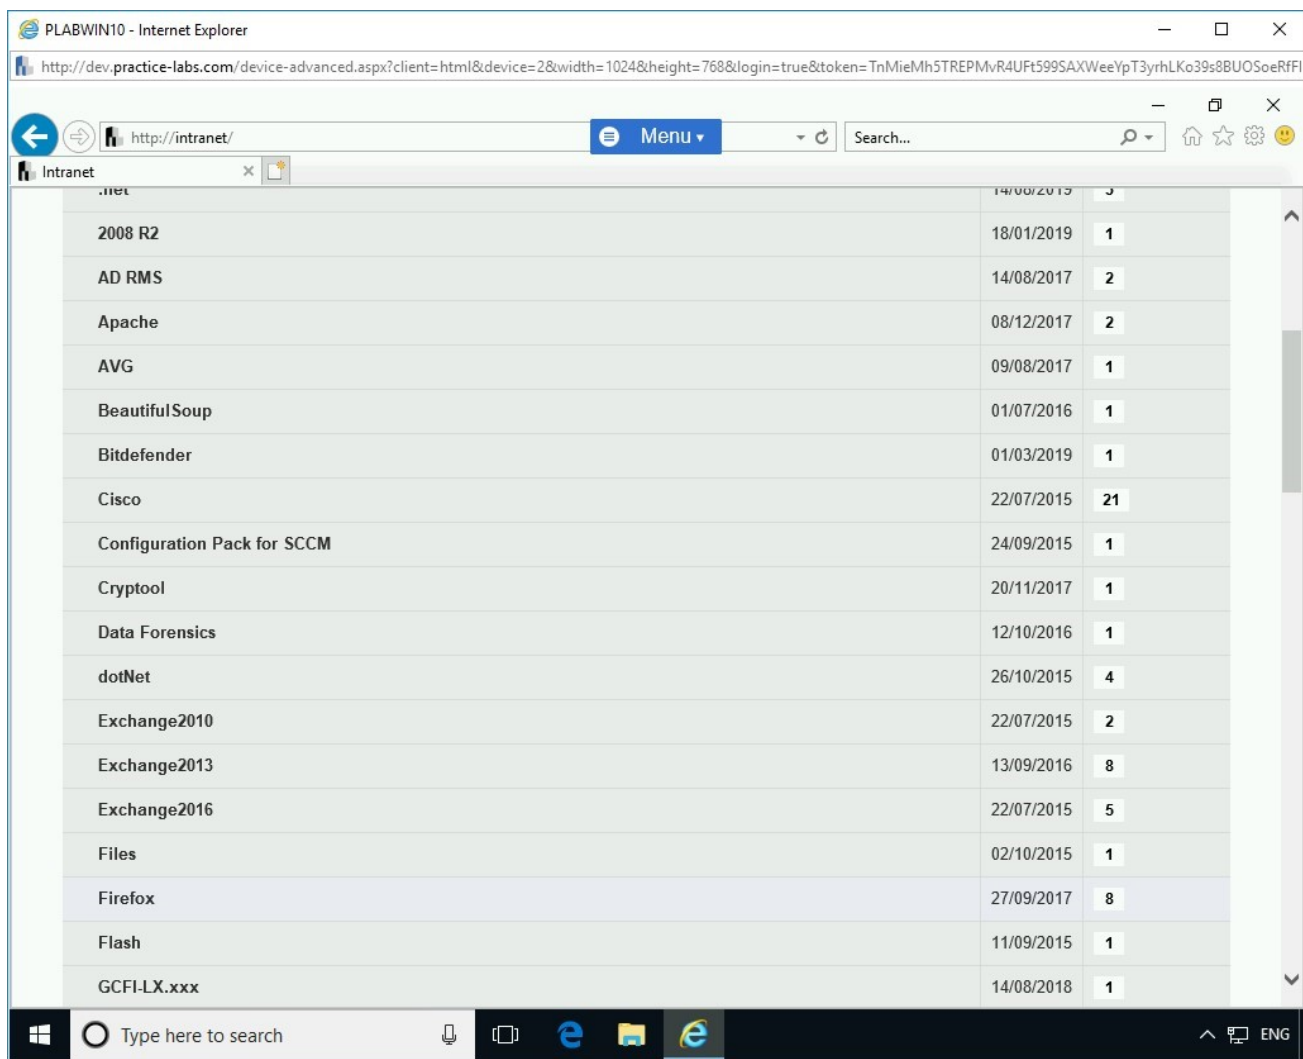 PLABWIN10 - Internet Explorer
http://dev.practice-labs.com/device-advanced.aspx?client=html&device=2&width=1024&height=768&login=true&token=TnMieMh5TREPMvR4UFt599SAXWeeYpT3yrhLKo39s8BUOSoeRfFl
http://intranet/ Menu Search...
Intranet
.net 14/08/2019
2008 R2 18/01/2019 1
AD RMS 14/08/2017 2
Apache 08/12/2017 2
AVG 09/08/2017 1
BeautifulSoup 01/07/2016 1
Bitdefender 01/03/2019 1
Cisco 22/07/2015 21
Configuration Pack for SCCM 24/09/2015 1
Cryptool 20/11/2017 1
Data Forensics 12/10/2016 1
dotNet 26/10/2015 4
Exchange2010 22/07/2015 2
Exchange2013 13/09/2016 8
Exchange2016 22/07/2015 5
Files 02/10/2015 1
Firefox 27/09/2017 8
Flash 11/09/2015 1
GCFI-LX.xxx 14/08/2018 1
Type here to search ENG